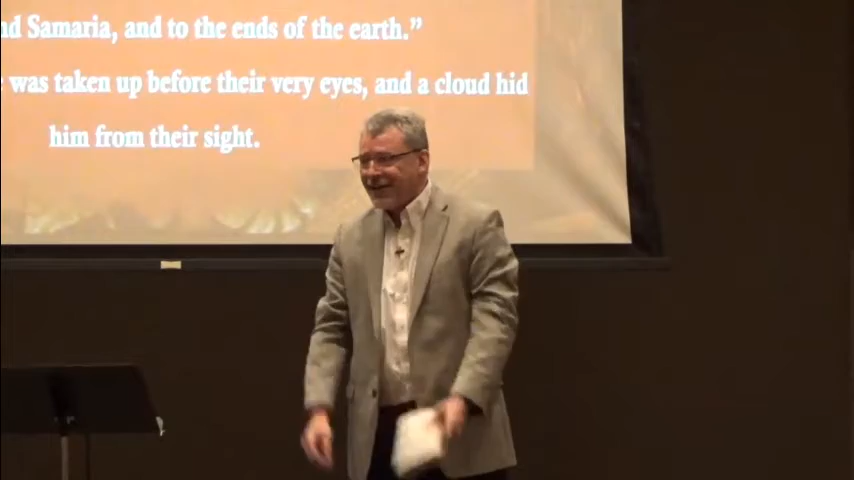 nd Samaria, and to the ends of the earth.”
was taken up before their very eyes, and a cloud hid
him from their sight.